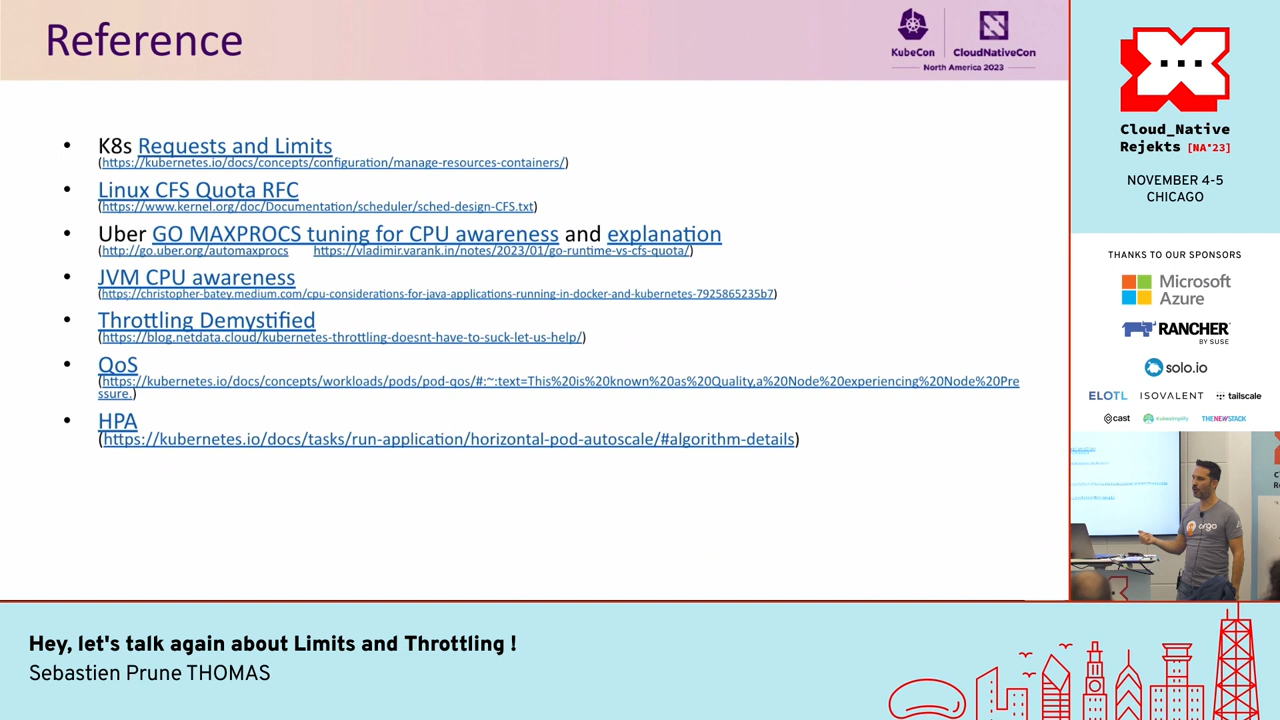 Reference
KubeCon
CloudNativeCon
North America 2023
• K8s Requests and Limits
(https://kubernetes.io/docs/concepts/configuration/manage-resources-containers/)
• Linux CFS Quota RFC
(https://www.kernel.org/doc/Documentation/scheduler/sched-design-CFS.txt)
• Uber GO MAXPROCS tuning for CPU awareness and explanation
(http://go.uber.org/automaxprocs https://vladimir.varank.in/notes/2023/01/go-runtime-vs-cfs-quota/)
• JVM CPU awareness
(https://christopher-batey.medium.com/cpu-considerations-for-java-applications-running-in-docker-and-kubernetes-7925865235b7)
• Throttling Demystified
(https://blog.netdata.cloud/kubernetes-throttling-doesnt-have-to-suck-let-us-help/)
• QoS
(https://kubernetes.io/docs/concepts/workloads/pods/pod-qos/#:~:text=This%20is%20known%20as%20Quality,a%20Node%20experiencing%20Node%20Pre
ssure.)
• HPA
(https://kubernetes.io/docs/tasks/run-application/horizontal-pod-autoscale/#algorithm-details)
Cloud_Native
Rejekts [NA'23]
NOVEMBER 4-5
CHICAGO
THANKS TO OUR SPONSORS
Microsoft
Azure
RANCHER
BY SUSE
solo.io
ELOTL ISOVALENT tailscale
cast Kubesimplify THENEWSTACK
argo
Hey, let's talk again about Limits and Throttling !
Sebastien Prune THOMAS